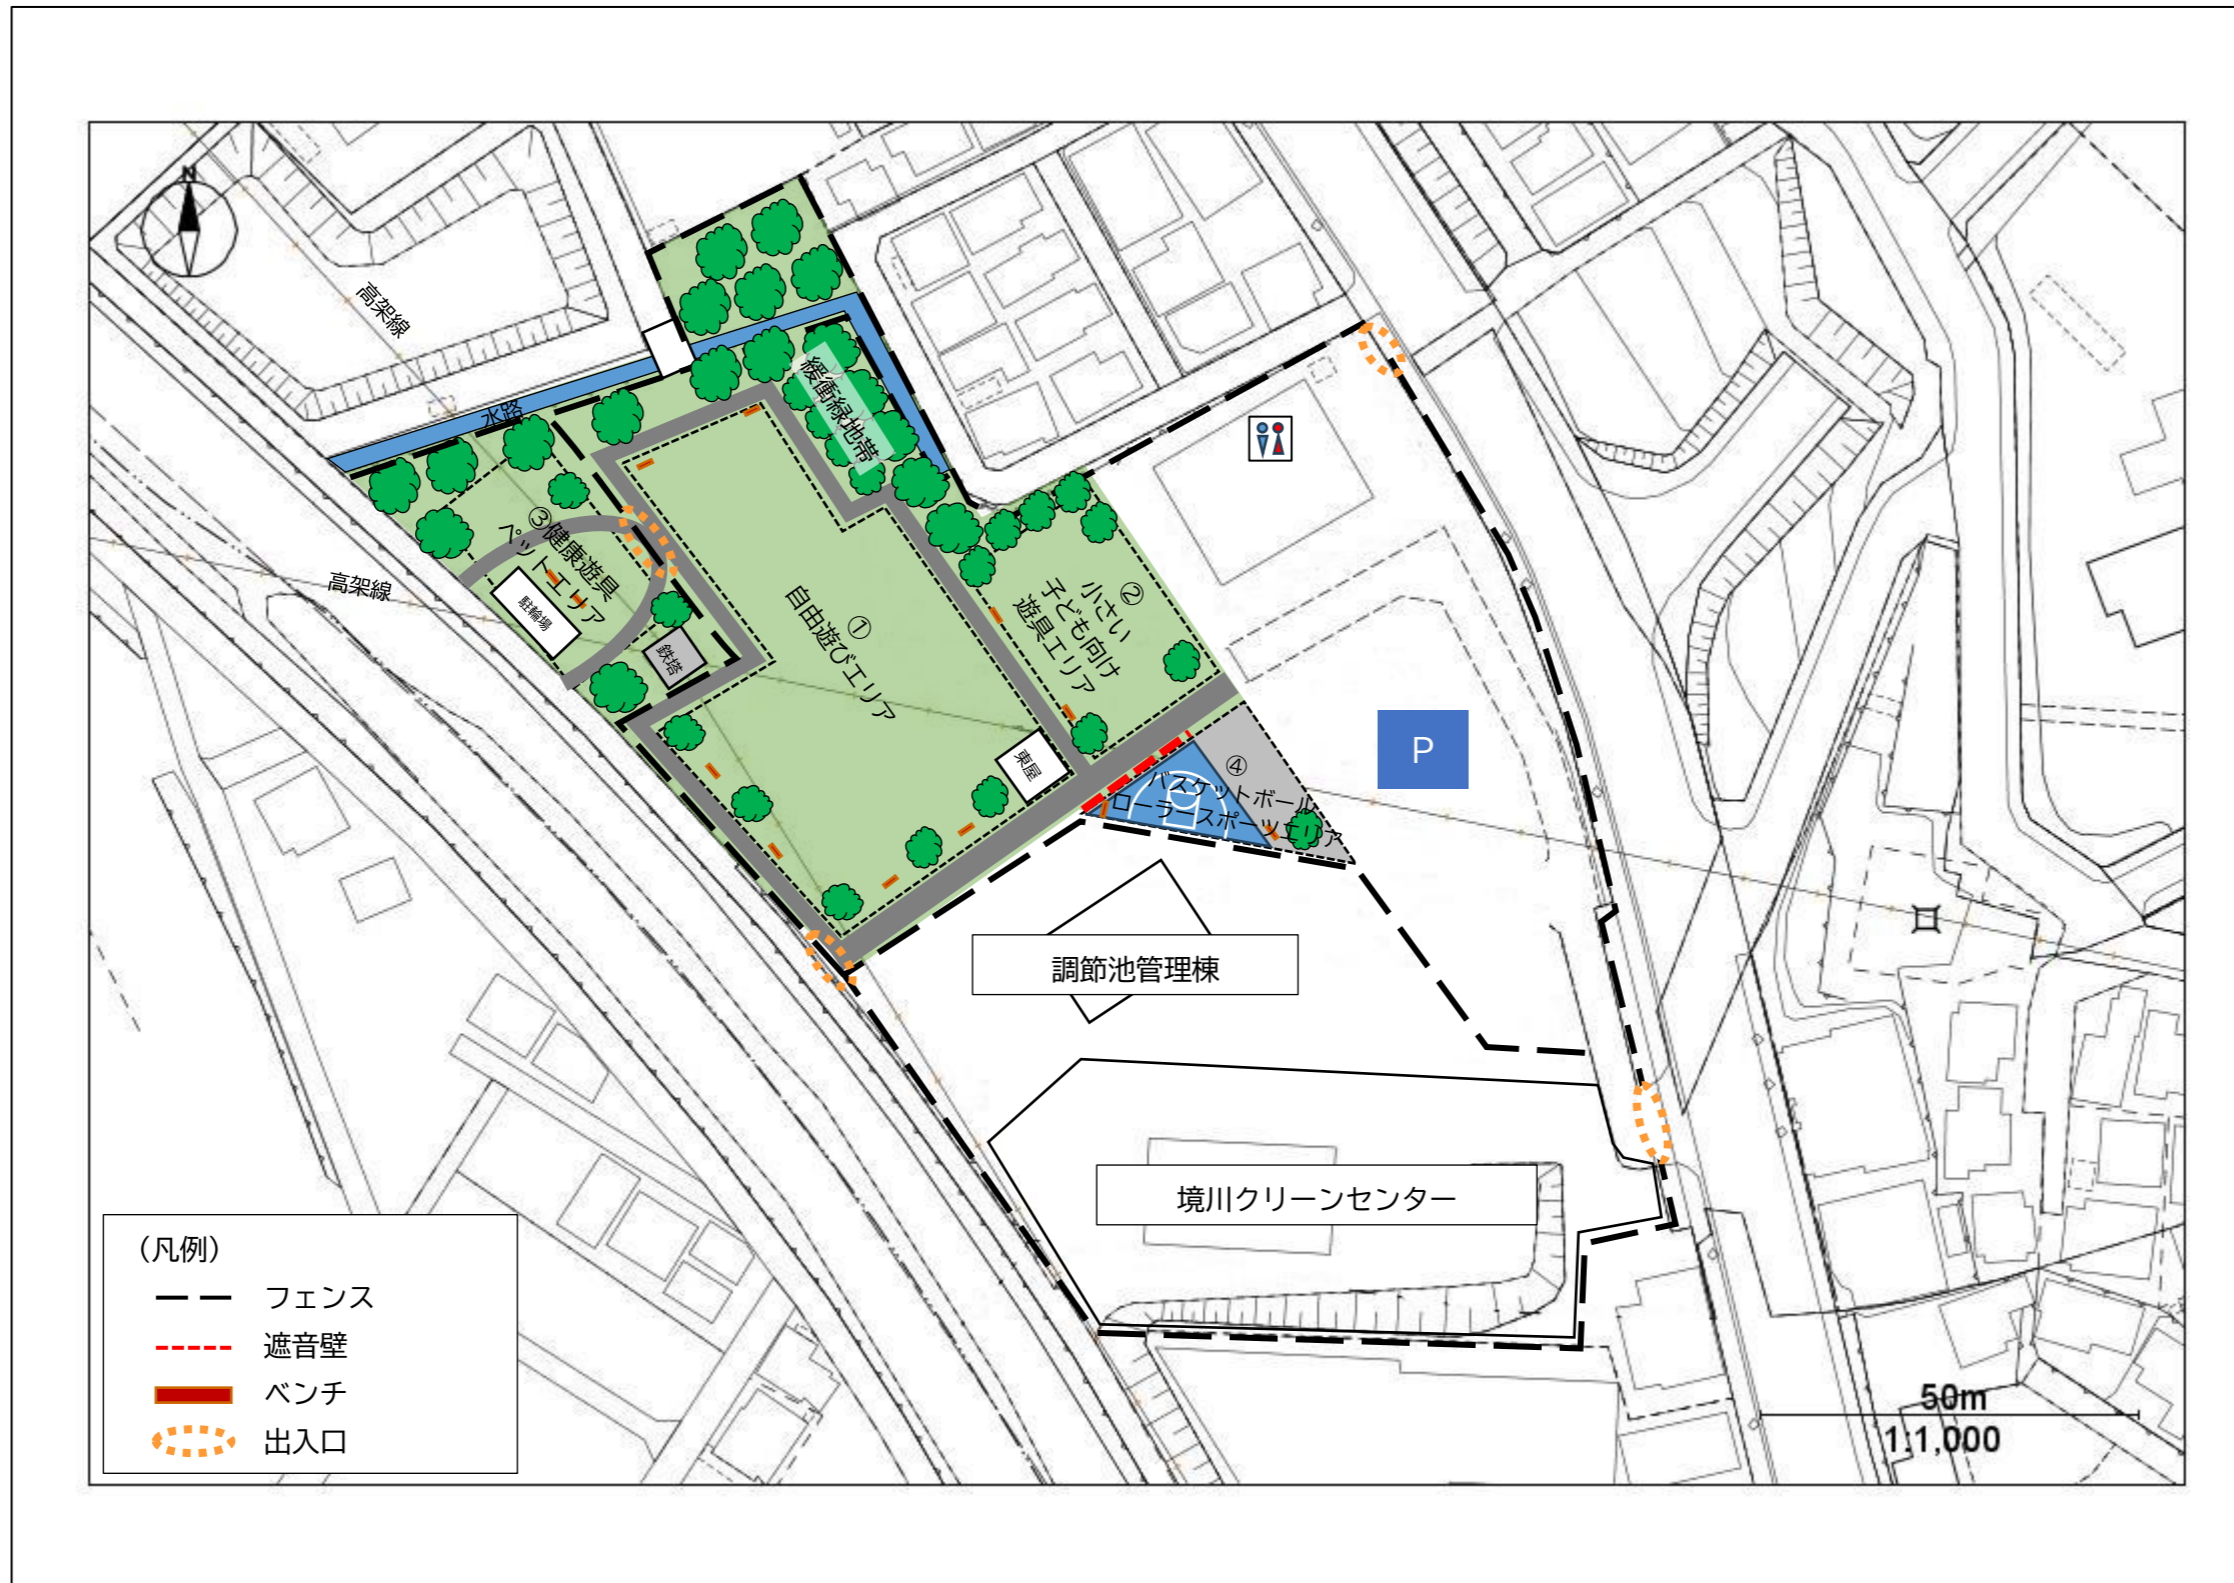 N
高架線
水路
緩衝緑地帯
③健康遊具
ペットエリア
駐輪場
高架線
鉄塔
①
自由遊びエリア
②
小さい
子ども向け
遊具エリア
東屋
④
バスケットボール
ローラースポーツエリア
P
調節池管理棟
境川クリーンセンター
（凡例）
フェンス
遮音壁
ベンチ
出入口
50m
1:1,000